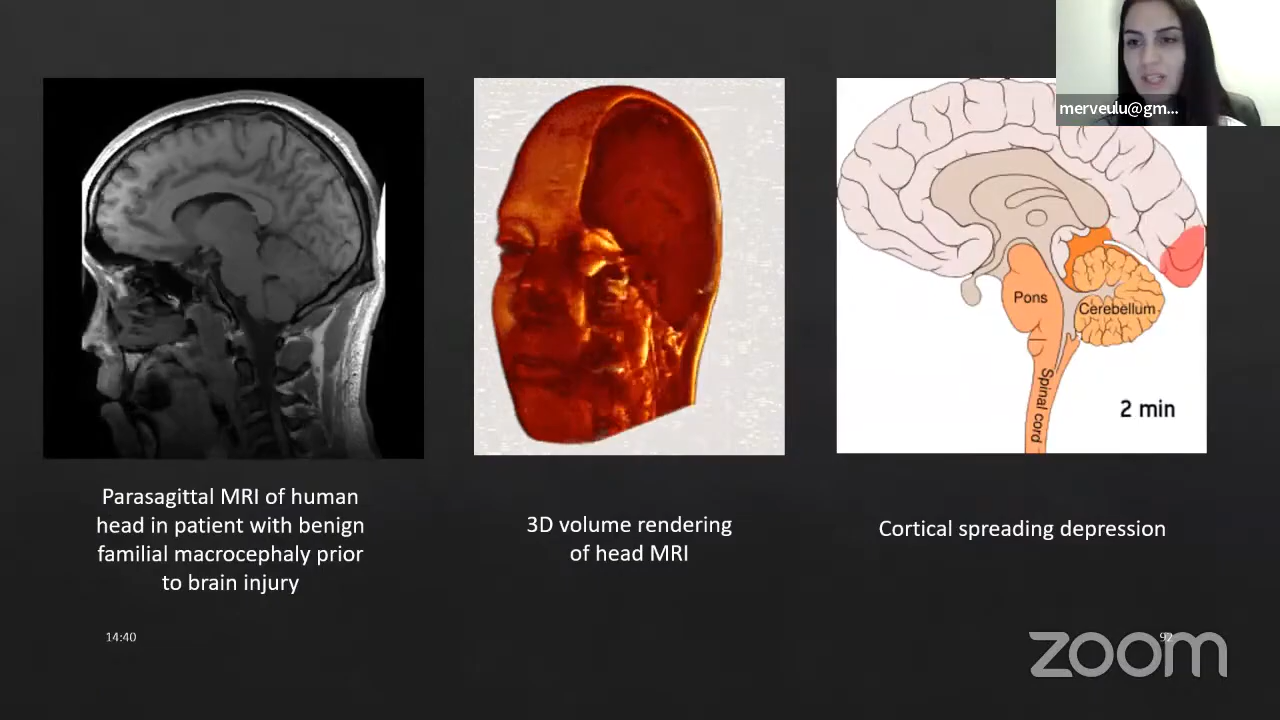 merveulu@gm...
Pons
Cerebellum
Spinal cord
2 min
Parasagittal MRI of human
head in patient with benign
familial macrocephaly prior
to brain injury
3D volume rendering
of head MRI
Cortical spreading depression
14:40
92
zoom